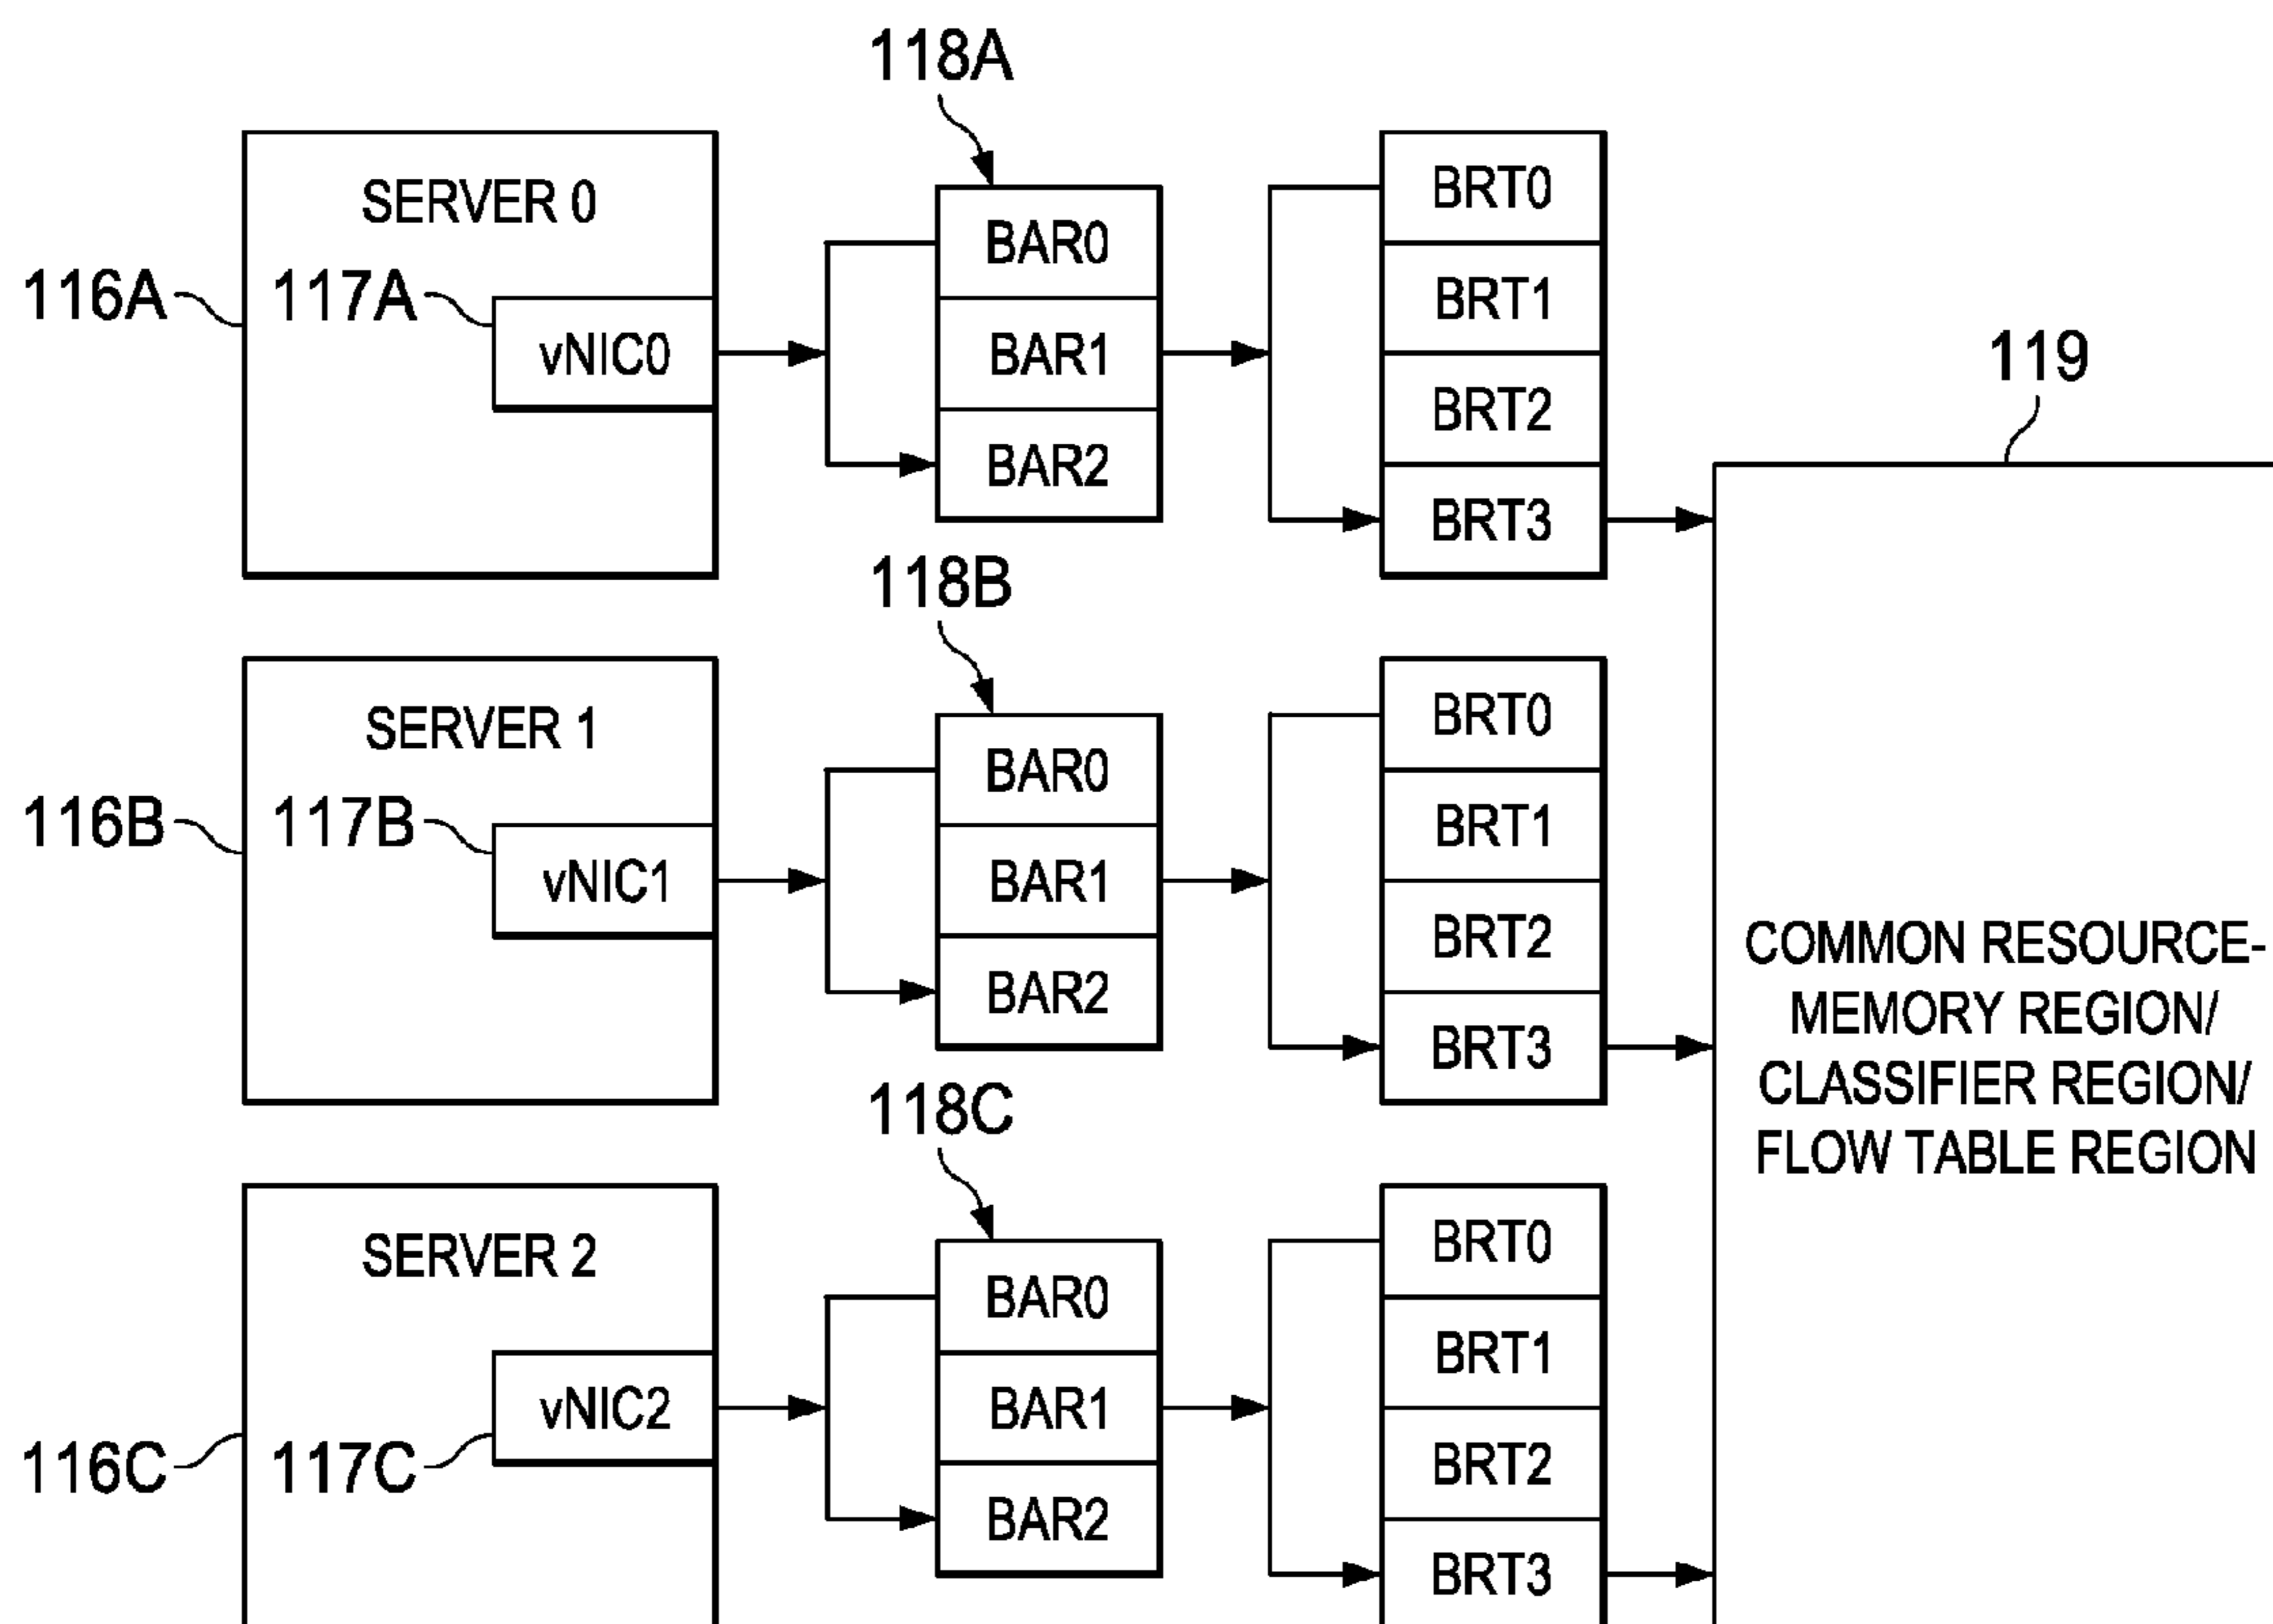 118A
SERVER 0
BAR0
BRT0
116A
117A
vNIC0
BAR1
BRT1
BAR2
BRT2
BRT3
119
118B
SERVER 1
BAR0
BRT0
116B
117B
vNIC1
BAR1
BRT1
BAR2
BRT2
BRT3
COMMON RESOURCE-
MEMORY REGION/
CLASSIFIER REGION/
FLOW TABLE REGION
118C
SERVER 2
BAR0
BRT0
116C
117C
vNIC2
BAR1
BRT1
BAR2
BRT2
BRT3